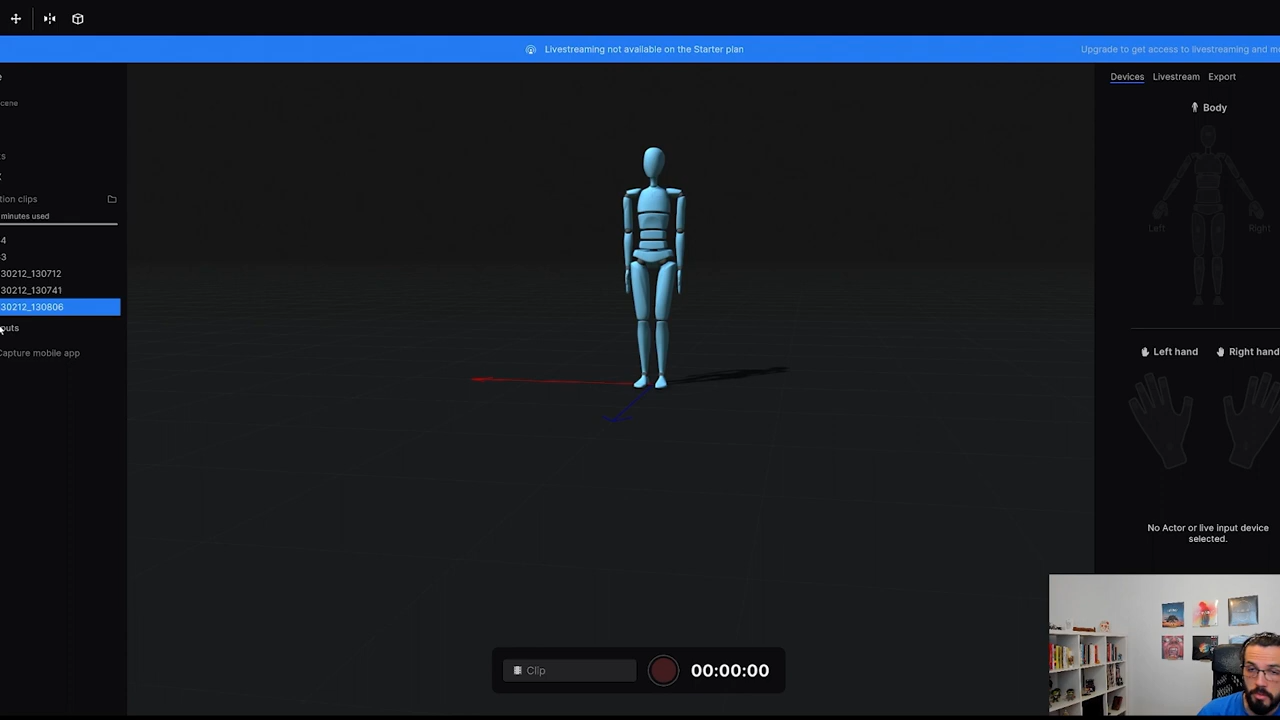 Livestreaming not available on the Starter plan
Upgrade to get access to livestreaming and
Devices Livestream Export
cene
Body
tion clips
minutes used
Left Right
4
3
30212_130712
30212_130741
30212_130806
puts
Capture mobile app
Left hand Right hand
No Actor or live input device
selected.
Clip 00:00:00